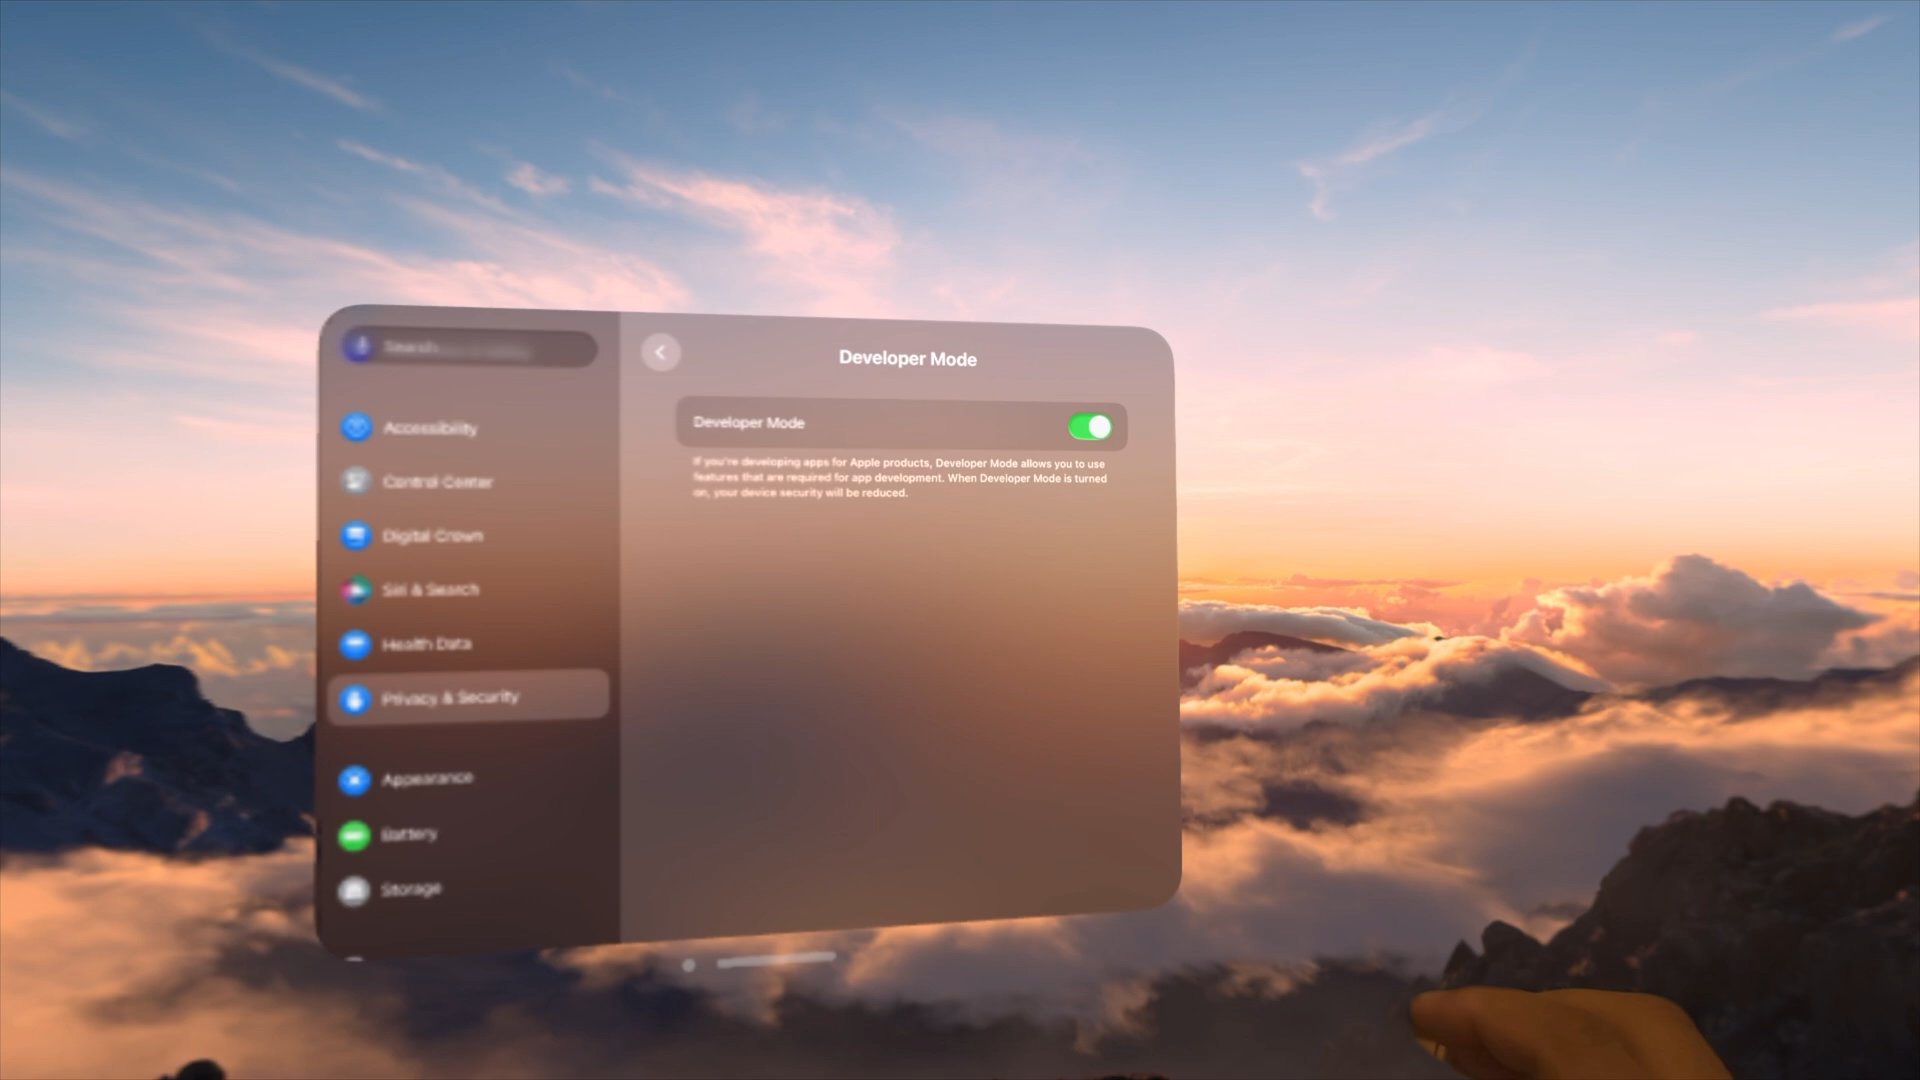 Search
Accessibility
Control Center
Digital Crown
Siri & Search
Health Data
Privacy & Security
Appearance
Battery
Storage
Developer Mode
Developer Mode
If you're developing apps for Apple products, Developer Mode allows you to use
features that are required for app development. When Developer Mode is turned
on, your device security will be reduced.